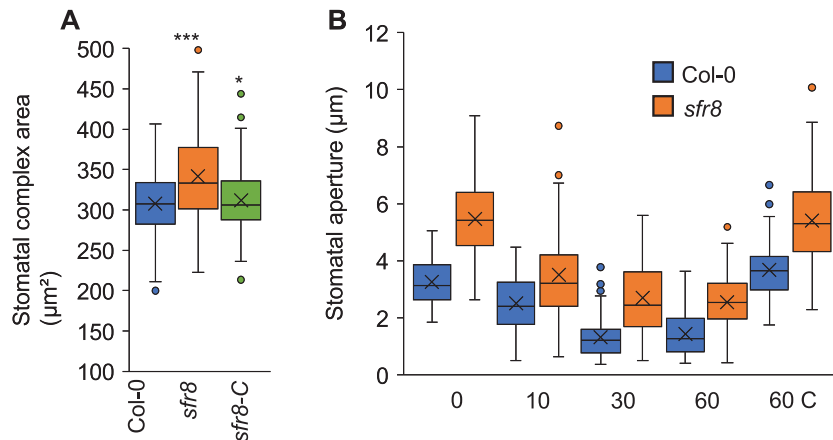 A
Stomatal complex area
(µm²)
500
450
400
350
300
250
200
150
100
***
*
Col-0
sfr8
sfr8-C
B
Stomatal aperture (µm)
12
10
8
6
4
2
0
Col-0
sfr8
0
10
30
60
60 C